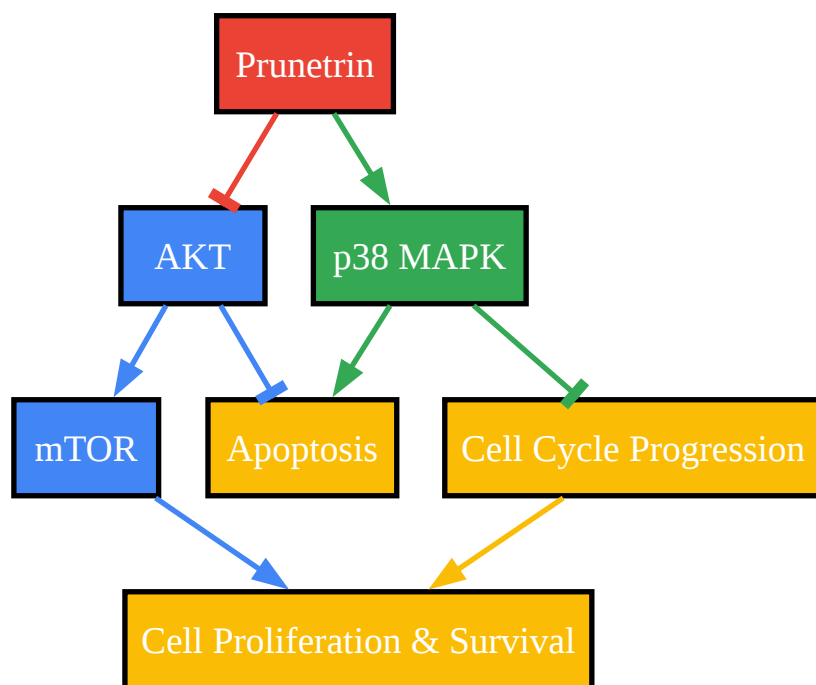 Prunetrin
AKT
p38 MAPK
mTOR
Apoptosis
Cell Cycle Progression
Cell Proliferation & Survival